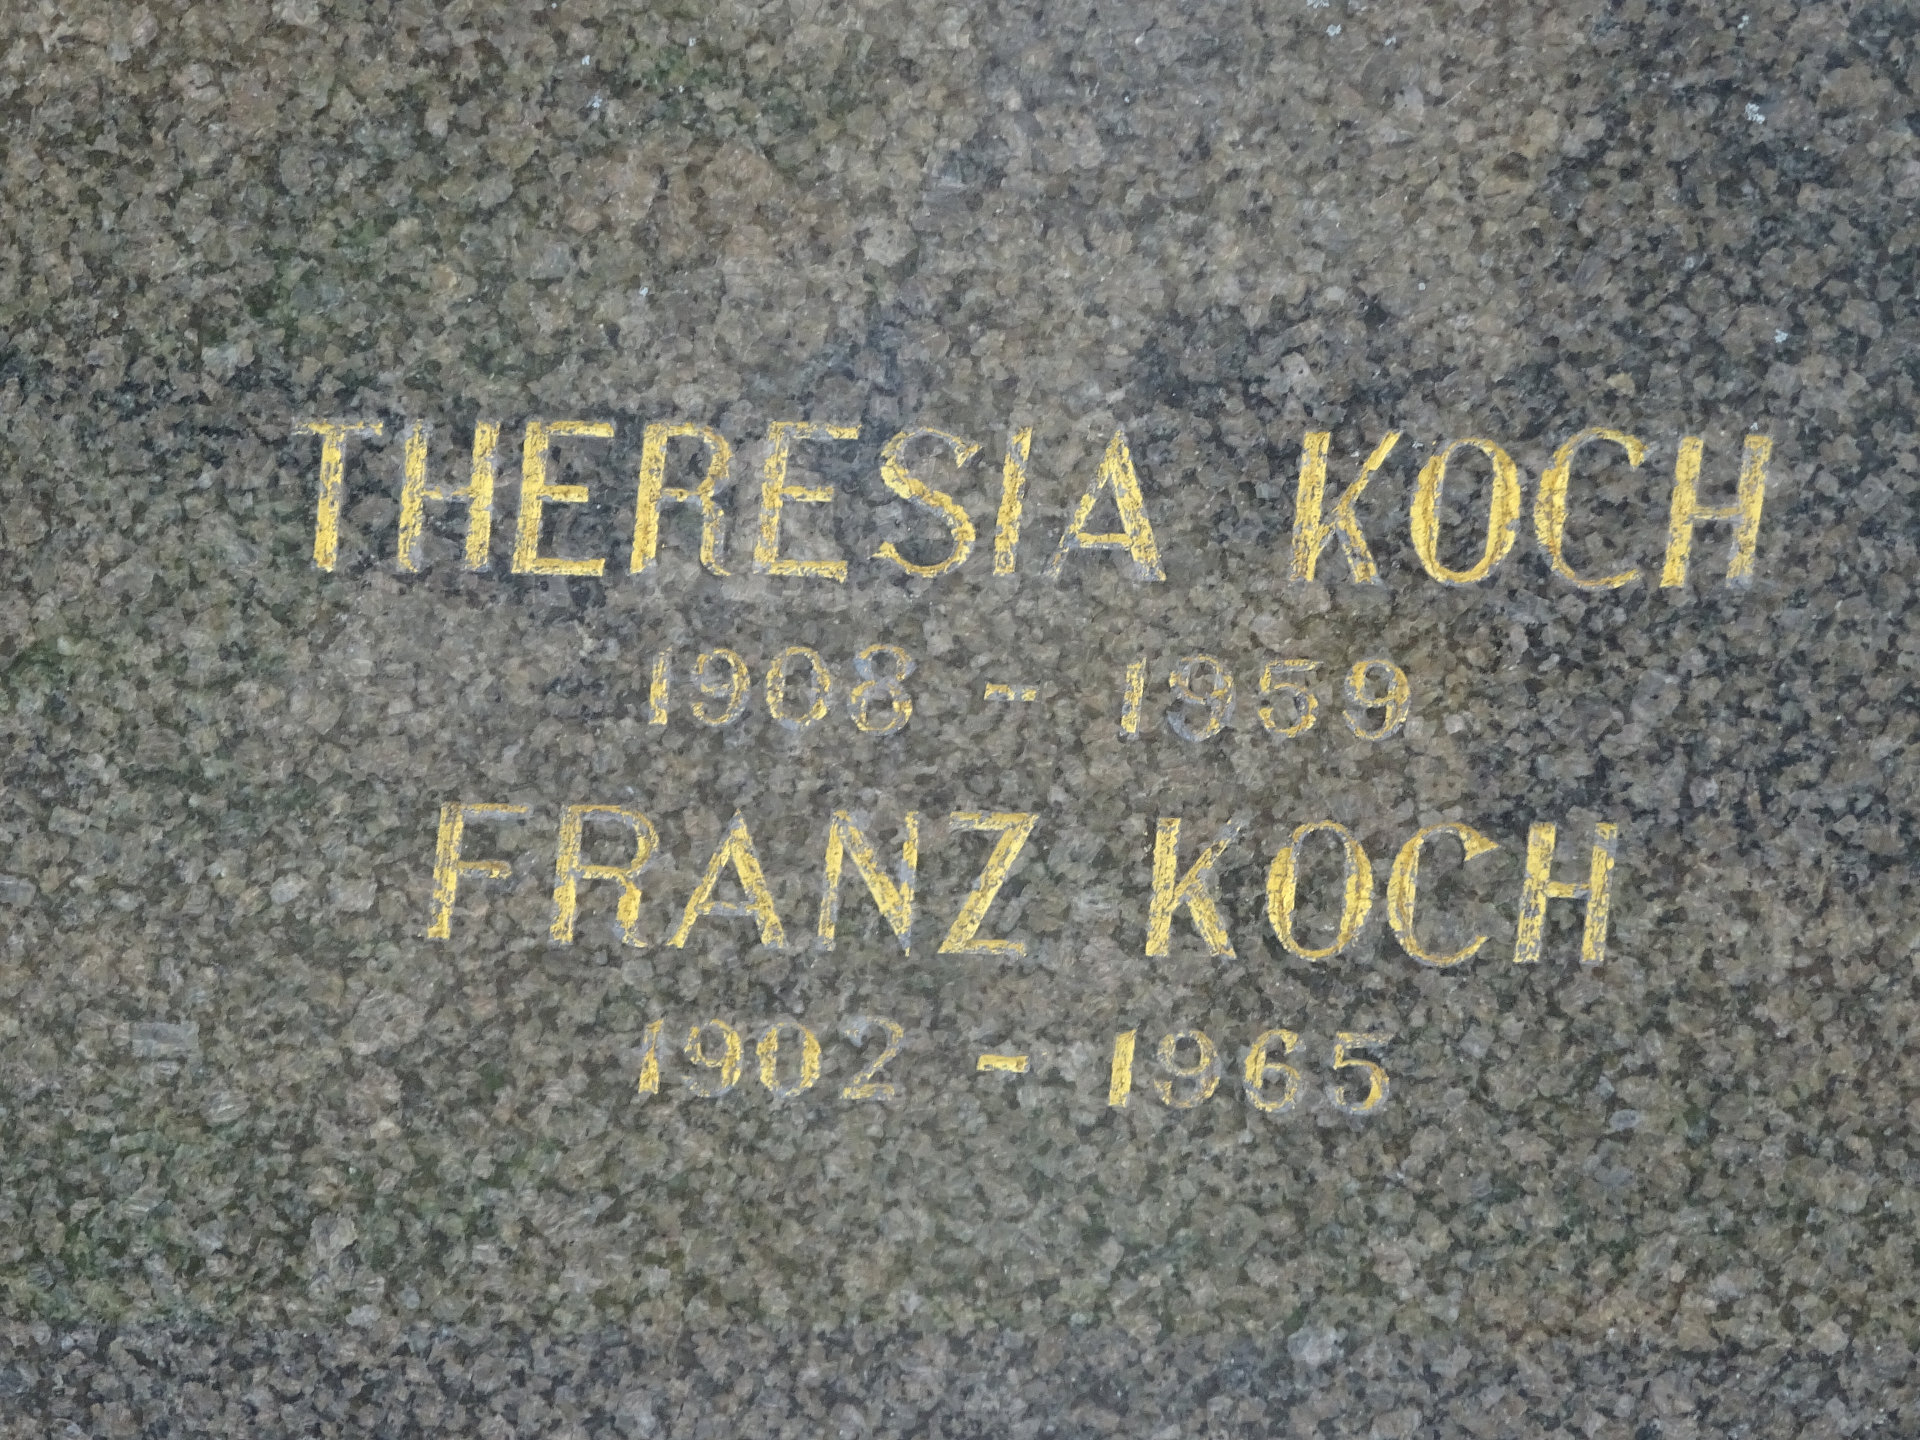 THERESIA KOCH
1908 - 1959
FRANZ KOCH
1902 - 1965